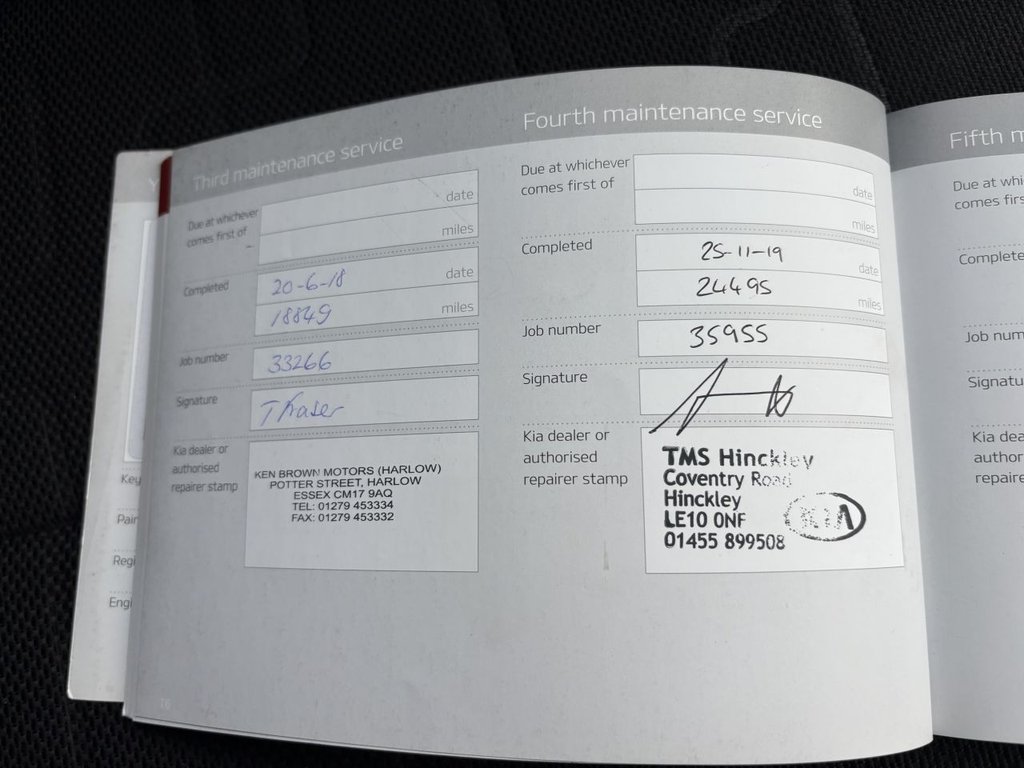 Third maintenance service
Due at whichever
comes first of
date
miles
Completed
20-6-18
date
18849
miles
Job number
33266
Signature
T Fraser
Kia dealer or
authorised
repairer stamp
KEN BROWN MOTORS (HARLOW)
POTTER STREET, HARLOW
ESSEX CM17 9AQ
TEL: 01279 453334
FAX: 01279 453332
16
Fourth maintenance service
Due at whichever
comes first of
date
miles
Completed
25-11-19
date
24495
miles
Job number
35955
Signature
Kia dealer or
authorised
repairer stamp
TMS Hinckley
Coventry Road
Hinckley
LE10 0NF
01455 899508
KIA
Fifth m
Due at whi
comes firs
Complete
Job num
Signatu
Kia dea
author
repaire
Y
Key
Pain
Regi
Engi